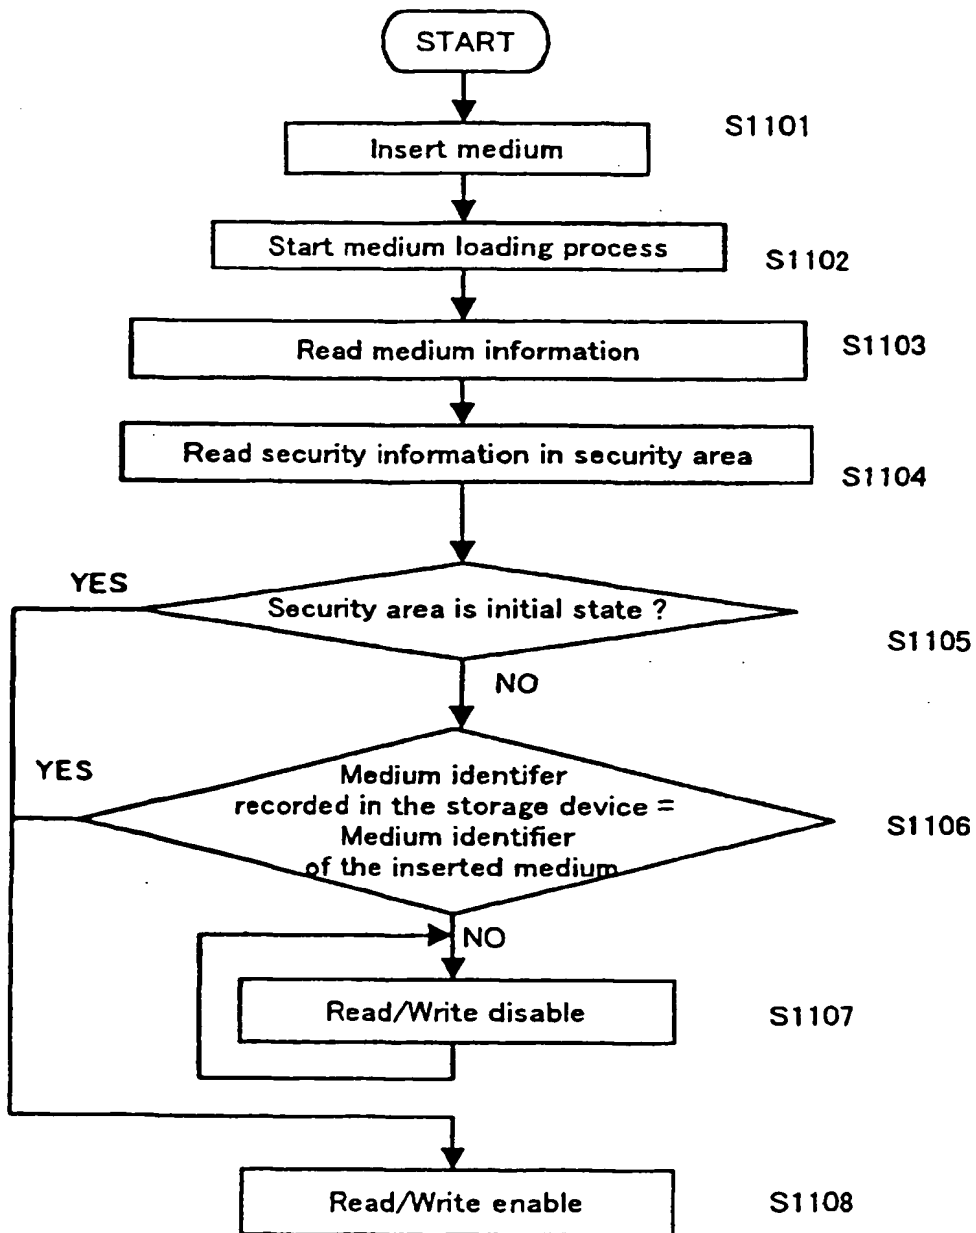 START
S1101
Insert medium
Start medium loading process
S1102
Read medium information
S1103
Read security information in security area
S1104
YES
Security area is initial state ?
S1105
NO
YES
Medium identifer
recorded in the storage device =
Medium identifier
of the inserted medium
S1106
NO
Read/Write disable
S1107
Read/Write enable
S1108